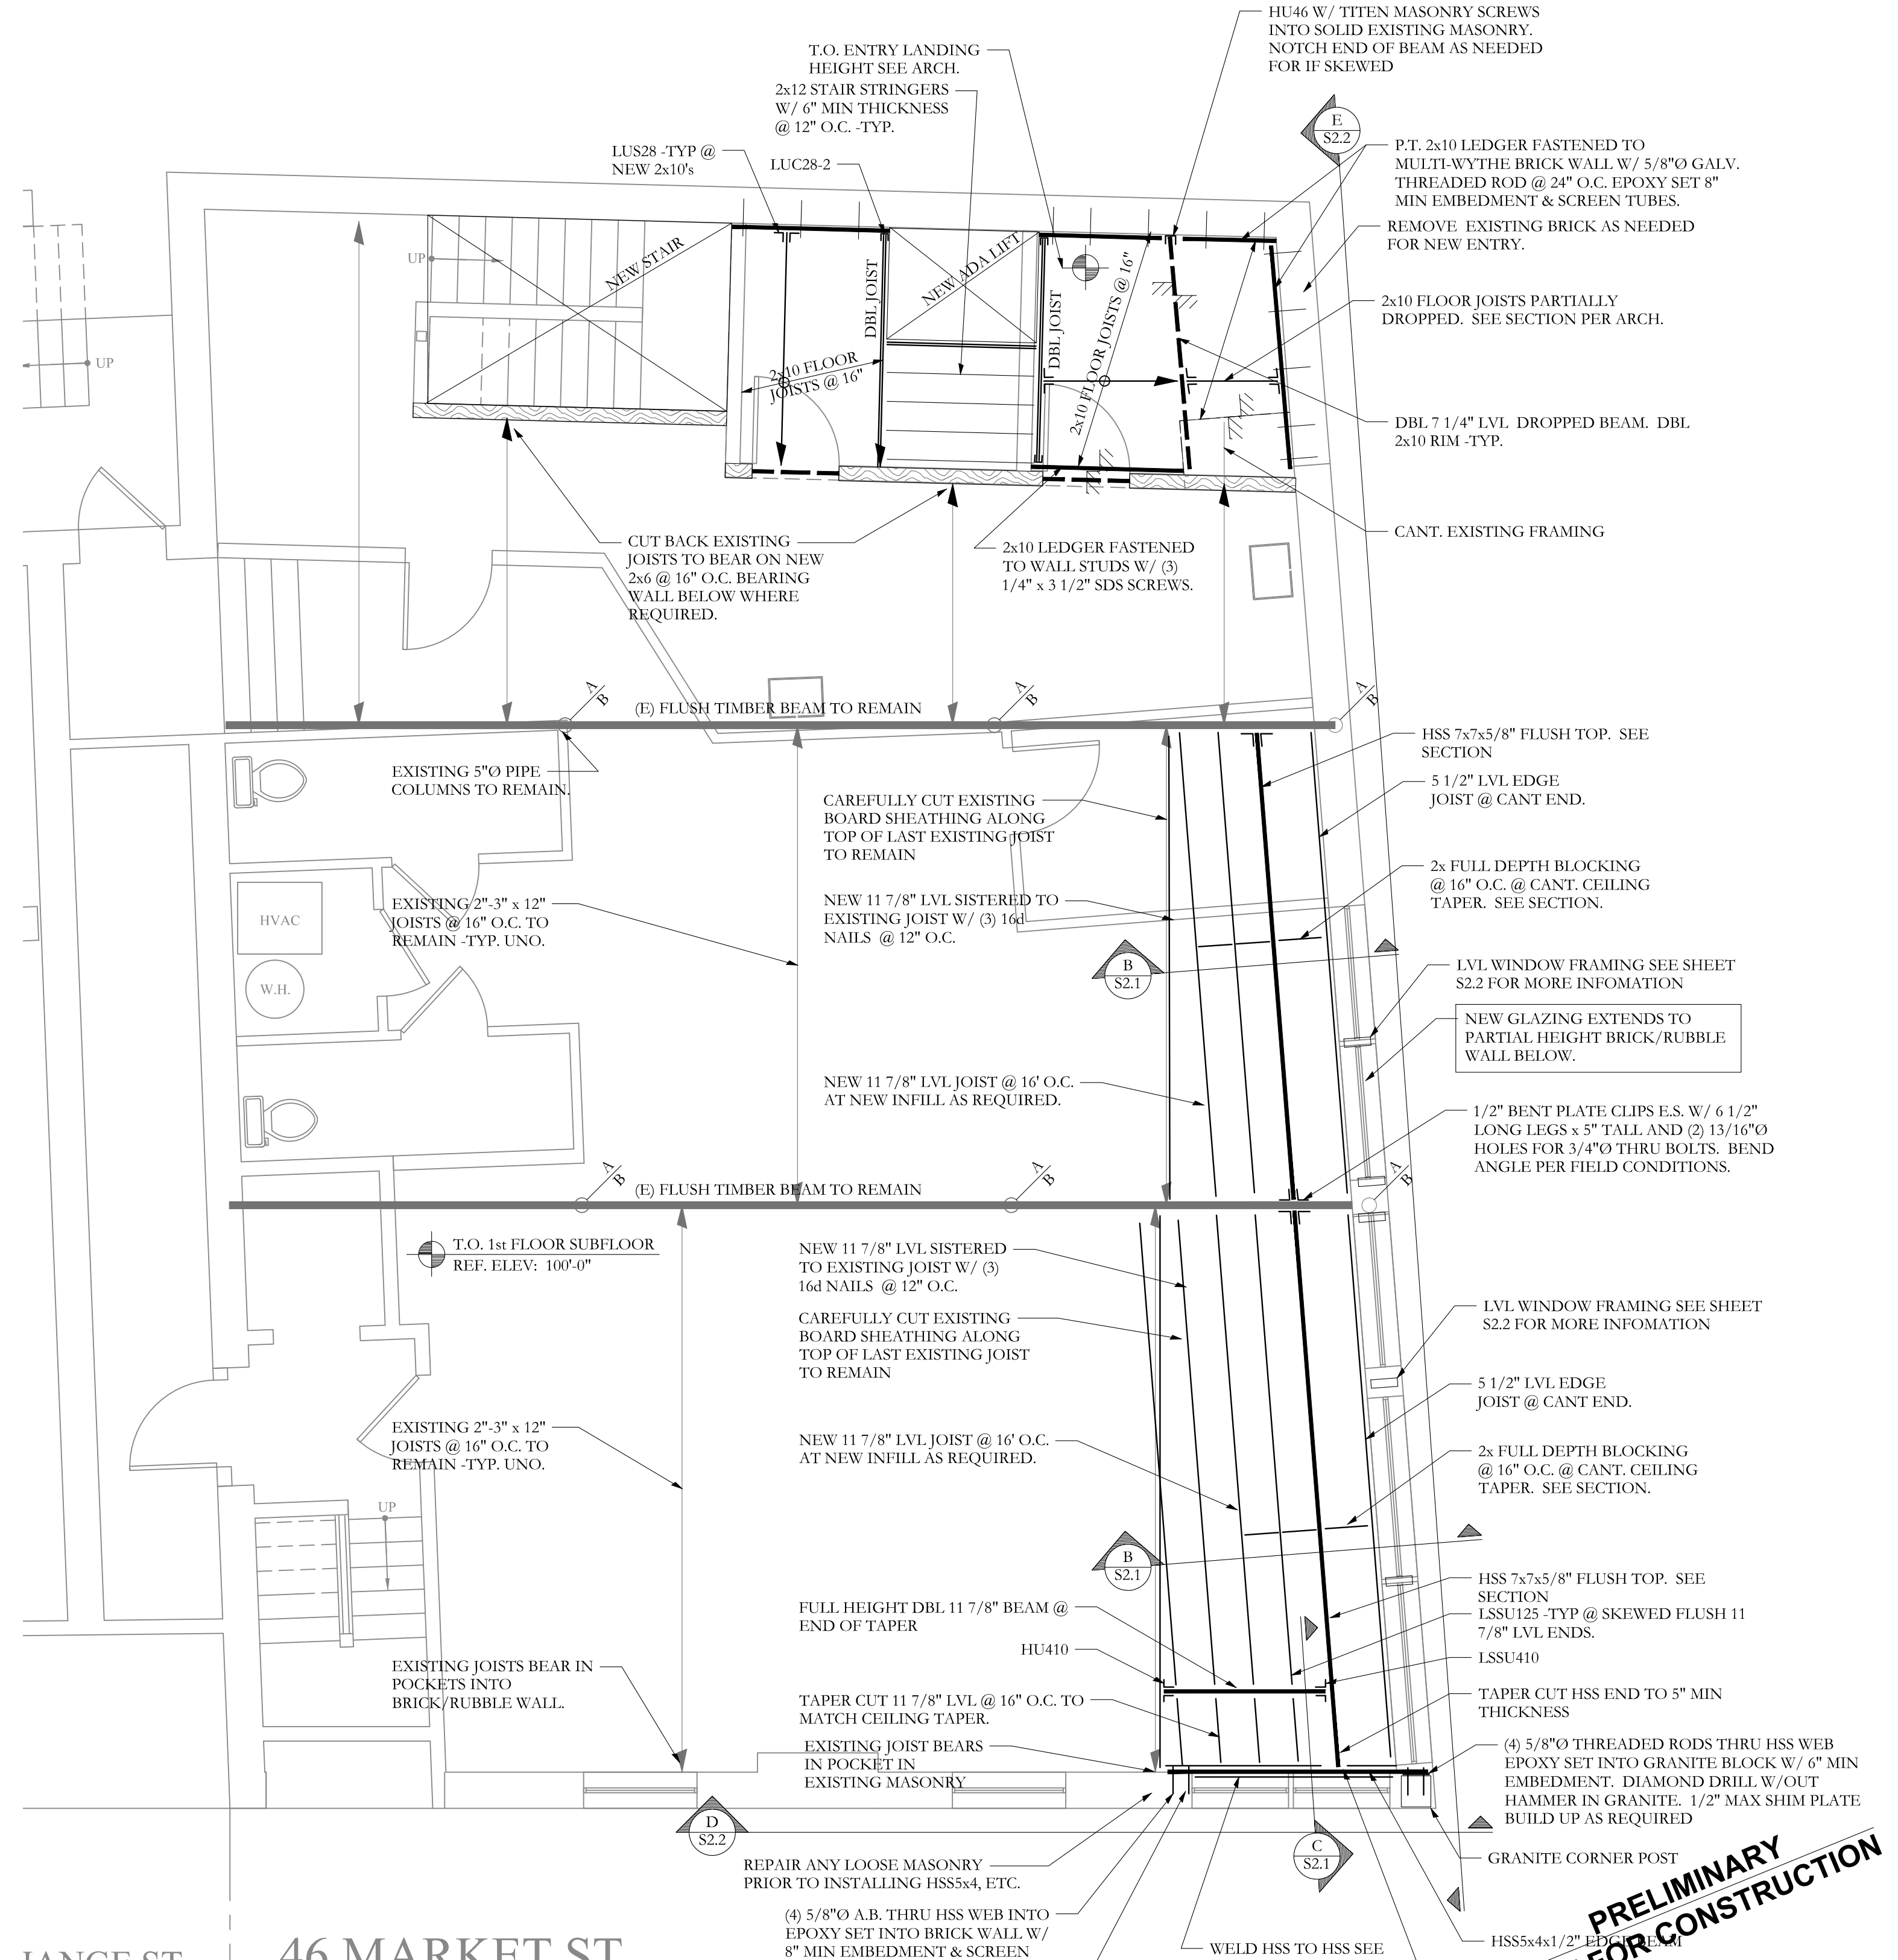 HU46 W/ TITEN MASONRY SCREWS
INTO SOLID EXISTING MASONRY.
NOTCH END OF BEAM AS NEEDED
FOR IF SKEWED
T.O. ENTRY LANDING
HEIGHT SEE ARCH.
2x12 STAIR STRINGERS
W/ 6" MIN THICKNESS
@ 12" O.C. -TYP.
LUS28 -TYP @
NEW 2x10's
LUC28-2
E
S2.2
P.T. 2x10 LEDGER FASTENED TO
MULTI-WYTHE BRICK WALL W/ 5/8"Ø GALV.
THREADED ROD @ 24" O.C. EPOXY SET 8"
MIN EMBEDMENT & SCREEN TUBES.
REMOVE EXISTING BRICK AS NEEDED
FOR NEW ENTRY.
UP
NEW STAIR
DBL JOIST
NEW ADA LIFT
DBL JOIST
2x10 FLOOR JOISTS @ 16"
2x10 FLOOR
JOISTS @ 16"
2x10 FLOOR JOISTS PARTIALLY
DROPPED. SEE SECTION PER ARCH.
UP
DBL 7 1/4" LVL DROPPED BEAM. DBL
2x10 RIM -TYP.
CANT. EXISTING FRAMING
CUT BACK EXISTING
JOISTS TO BEAR ON NEW
2x6 @ 16" O.C. BEARING
WALL BELOW WHERE
REQUIRED.
2x10 LEDGER FASTENED
TO WALL STUDS W/ (3)
1/4" x 3 1/2" SDS SCREWS.
A
B
A
B
A
B
(E) FLUSH TIMBER BEAM TO REMAIN
HSS 7x7x5/8" FLUSH TOP. SEE
SECTION
EXISTING 5"Ø PIPE
COLUMNS TO REMAIN.
5 1/2" LVL EDGE
JOIST @ CANT END.
CAREFULLY CUT EXISTING
BOARD SHEATHING ALONG
TOP OF LAST EXISTING JOIST
TO REMAIN
2x FULL DEPTH BLOCKING
@ 16" O.C. @ CANT. CEILING
TAPER. SEE SECTION.
HVAC
EXISTING 2"-3" x 12"
JOISTS @ 16" O.C. TO
REMAIN -TYP. UNO.
NEW 11 7/8" LVL SISTERED TO
EXISTING JOIST W/ (3) 16d
NAILS @ 12" O.C.
B
S2.1
W.H.
LVL WINDOW FRAMING SEE SHEET
S2.2 FOR MORE INFOMATION
NEW GLAZING EXTENDS TO
PARTIAL HEIGHT BRICK/RUBBLE
WALL BELOW.
NEW 11 7/8" LVL JOIST @ 16' O.C.
AT NEW INFILL AS REQUIRED.
1/2" BENT PLATE CLIPS E.S. W/ 6 1/2"
LONG LEGS x 5" TALL AND (2) 13/16"Ø
HOLES FOR 3/4"Ø THRU BOLTS. BEND
ANGLE PER FIELD CONDITIONS.
A
B
A
B
A
B
(E) FLUSH TIMBER BEAM TO REMAIN
T.O. 1st FLOOR SUBFLOOR
REF. ELEV: 100'-0"
NEW 11 7/8" LVL SISTERED
TO EXISTING JOIST W/ (3)
16d NAILS @ 12" O.C.
LVL WINDOW FRAMING SEE SHEET
S2.2 FOR MORE INFOMATION
CAREFULLY CUT EXISTING
BOARD SHEATHING ALONG
TOP OF LAST EXISTING JOIST
TO REMAIN
5 1/2" LVL EDGE
JOIST @ CANT END.
EXISTING 2"-3" x 12"
JOISTS @ 16" O.C. TO
REMAIN -TYP. UNO.
NEW 11 7/8" LVL JOIST @ 16' O.C.
AT NEW INFILL AS REQUIRED.
2x FULL DEPTH BLOCKING
@ 16" O.C. @ CANT. CEILING
TAPER. SEE SECTION.
UP
B
S2.1
HSS 7x7x5/8" FLUSH TOP. SEE
SECTION
FULL HEIGHT DBL 11 7/8" BEAM @
END OF TAPER
LSSU125 -TYP @ SKEWED FLUSH 11
7/8" LVL ENDS.
HU410
LSSU410
EXISTING JOISTS BEAR IN
POCKETS INTO
BRICK/RUBBLE WALL.
TAPER CUT 11 7/8" LVL @ 16" O.C. TO
MATCH CEILING TAPER.
TAPER CUT HSS END TO 5" MIN
THICKNESS
EXISTING JOIST BEARS
IN POCKET IN
EXISTING MASONRY
(4) 5/8"Ø THREADED RODS THRU HSS WEB
EPOXY SET INTO GRANITE BLOCK W/ 6" MIN
EMBEDMENT. DIAMOND DRILL W/OUT
HAMMER IN GRANITE. 1/2" MAX SHIM PLATE
BUILD UP AS REQUIRED
D
S2.2
C
S2.1
REPAIR ANY LOOSE MASONRY
PRIOR TO INSTALLING HSS5x4, ETC.
GRANITE CORNER POST
PRELIMINARY
FOR CONSTRUCTION
(4) 5/8"Ø A.B. THRU HSS WEB INTO
EPOXY SET INTO BRICK WALL W/
8" MIN EMBEDMENT & SCREEN
WELD HSS TO HSS SEE
HSS5x4x1/2" EDGE BEAM
46 MARKET ST